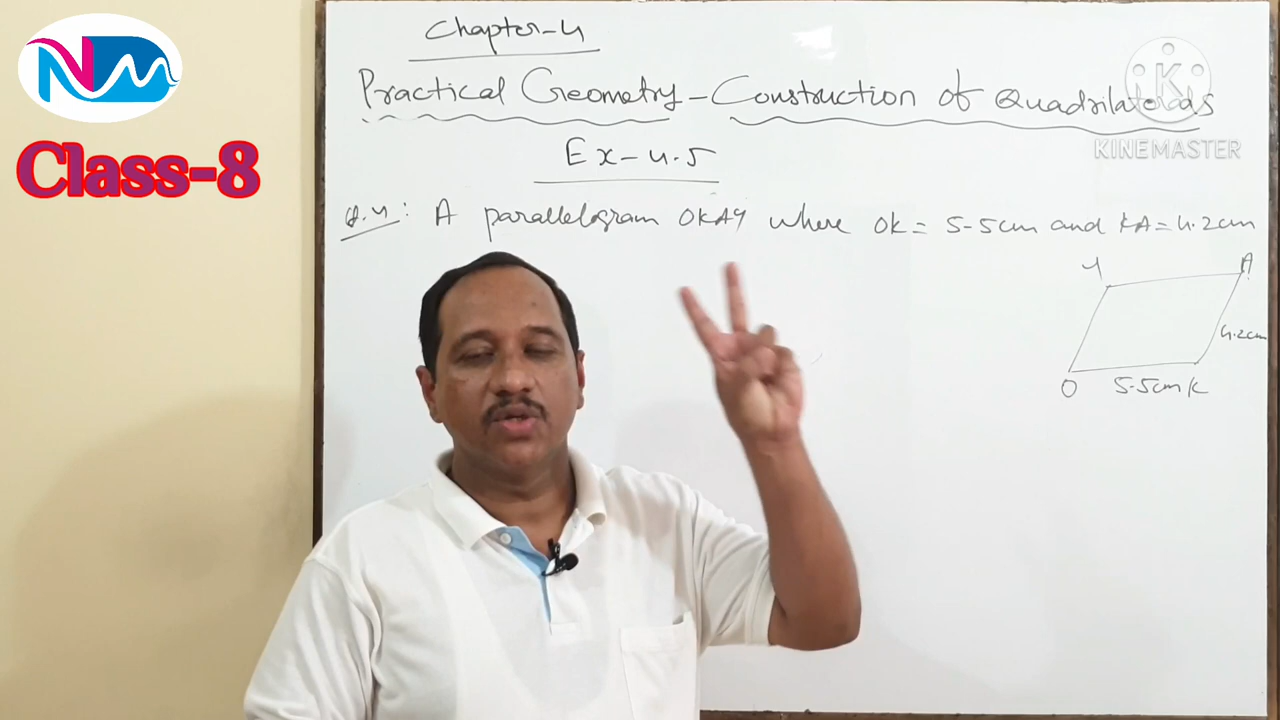 NDM
Class-8
KINEMASTER
Chapter-4
Practical Geometry-Construction of Quadrilaterals
Ex-4.5
Q.4: A parallelogram OKAY where OK = 5.5cm and KA = 4.2cm
Y A
4.2cm
O 5.5cm K